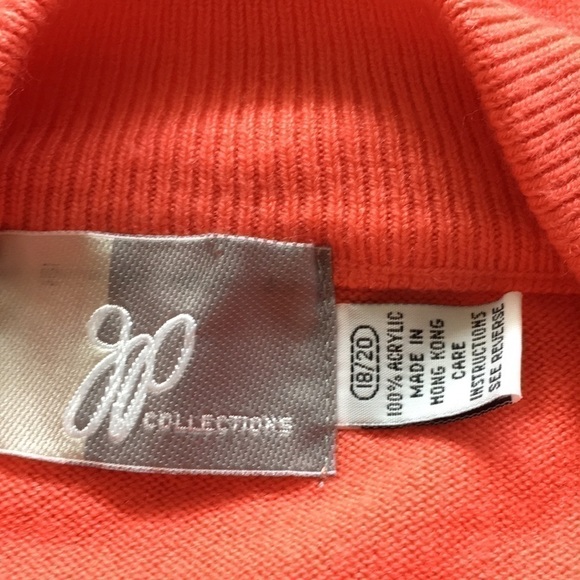 COLLECTIONS
18/20
100% ACRYLIC
MADE IN
HONG KONG
CARE
INSTRUCTIONS
SEE REVERSE